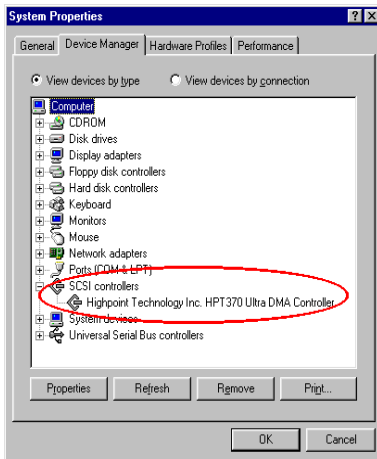 System Properties
General Device Manager Hardware Profiles Performance
View devices by type View devices by connection
Computer
CDROM
Disk drives
Display adapters
Floppy disk controllers
Hard disk controllers
Keyboard
Monitors
Mouse
Network adapters
Ports (COM & LPT)
SCSI controllers
Highpoint Technology Inc. HPT370 Ultra DMA Controller
System devices
Universal Serial Bus controllers
Properties Refresh Remove Print...
OK Cancel